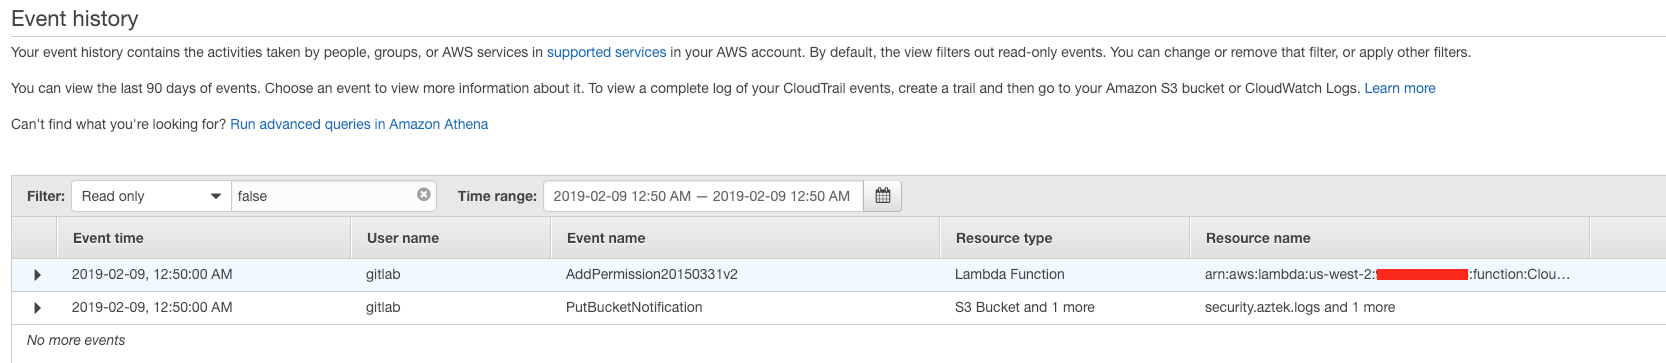 Event history
Your event history contains the activities taken by people, groups, or AWS services in supported services in your AWS account. By default, the view filters out read-only events. You can change or remove that filter, or apply other filters.
You can view the last 90 days of events. Choose an event to view more information about it. To view a complete log of your CloudTrail events, create a trail and then go to your Amazon S3 bucket or CloudWatch Logs. Learn more
Can't find what you're looking for? Run advanced queries in Amazon Athena
Filter: Read only false Time range: 2019-02-09 12:50 AM — 2019-02-09 12:50 AM
Event time User name Event name Resource type Resource name
2019-02-09, 12:50:00 AM gitlab AddPermission20150331v2 Lambda Function arn:aws:lambda:us-west-2: :function:Clou...
2019-02-09, 12:50:00 AM gitlab PutBucketNotification S3 Bucket and 1 more security.aztek.logs and 1 more
No more events